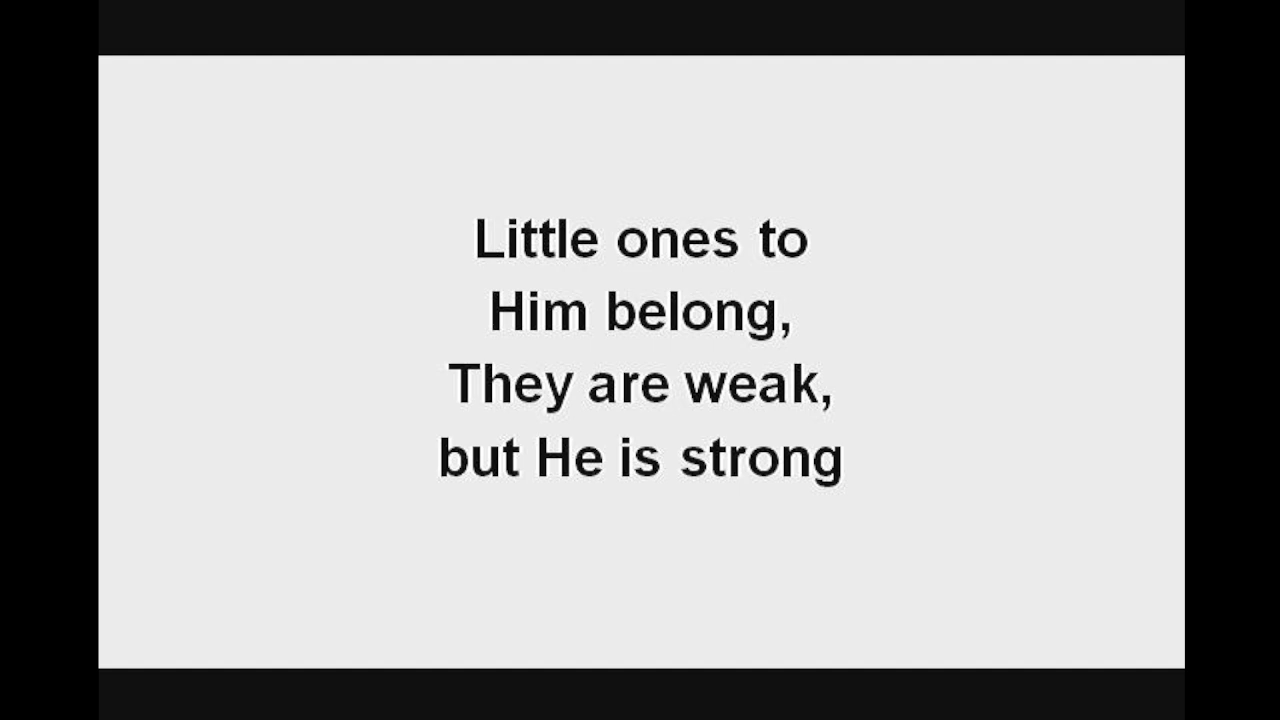 Little ones to
Him belong,
They are weak,
but He is strong